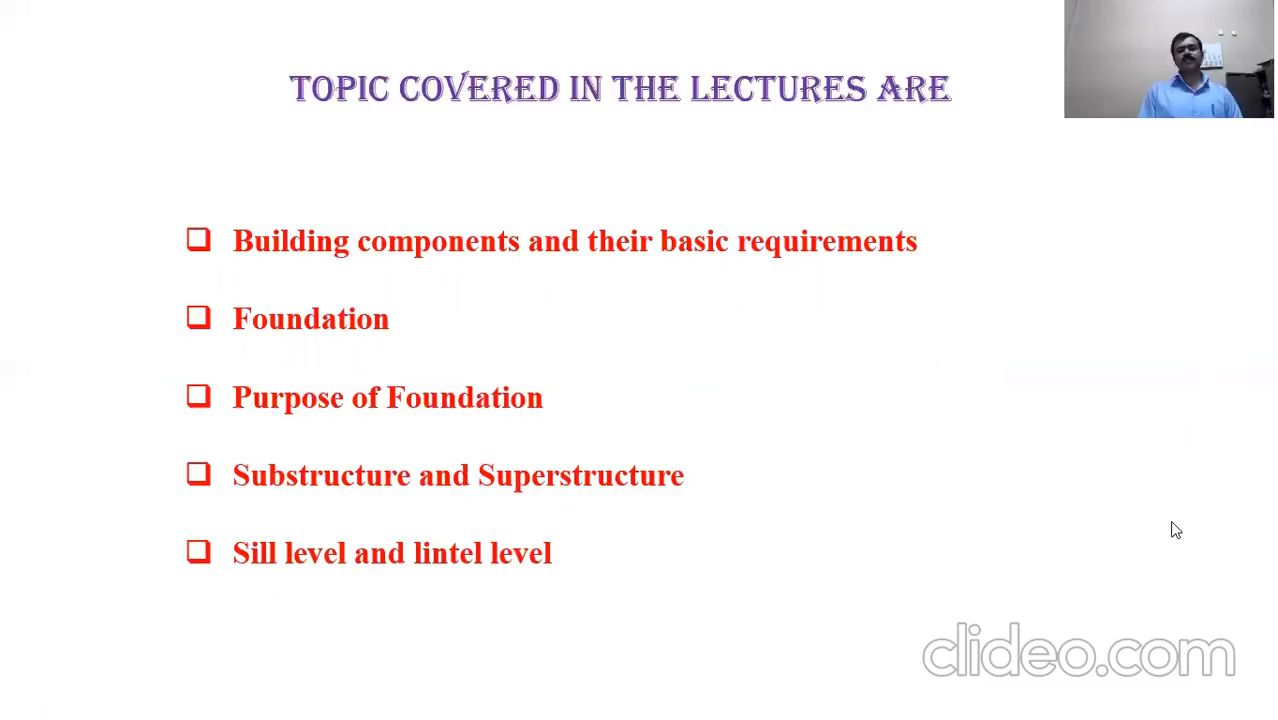 TOPIC COVERED IN THE LECTURES ARE
Building components and their basic requirements
Foundation
Purpose of Foundation
Substructure and Superstructure
Sill level and lintel level
clideo.com